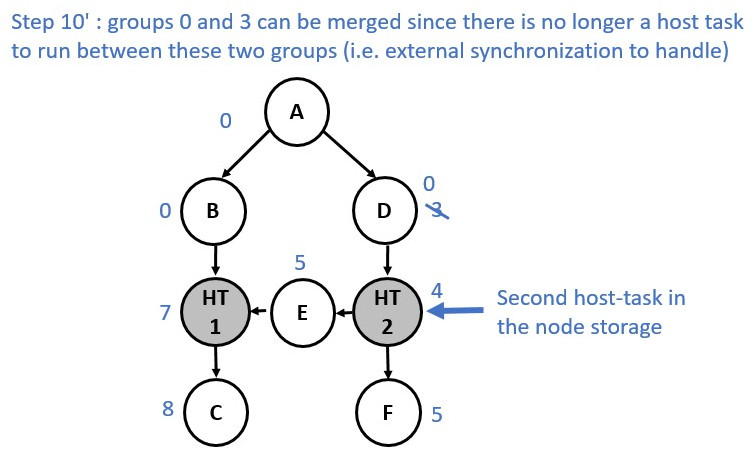 Step 10' : groups 0 and 3 can be merged since there is no longer a host task
to run between these two groups (i.e. external synchronization to handle)
0
A
0
B
D
0
3
5
7
HT
1
E
HT
2
4
Second host-task in
the node storage
8
C
F
5